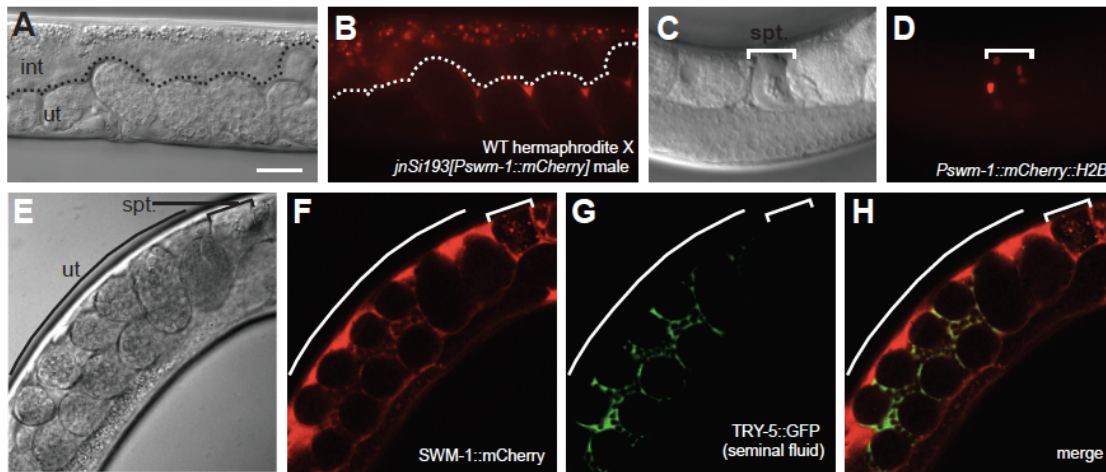 A
int
ut
B
WT hermaphrodite X
jnSi193[Pswm-1::mCherry] male
C
spt.
D
Pswm-1::mCherry::H2B
E
spt.
ut
F
SWM-1::mCherry
G
TRY-5::GFP
(seminal fluid)
H
merge